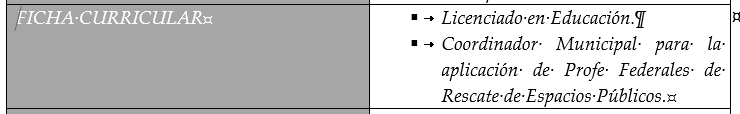 FICHA CURRICULAR
Licenciado en Educación.
Coordinador Municipal para la
aplicación de Profe Federales de
Rescate de Espacios Públicos.